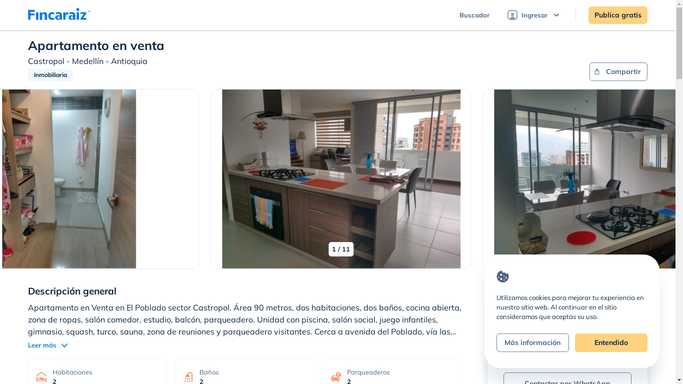 Fincaraiz
Buscador
Ingresar
Publica gratis
Apartamento en venta
Castropol - Medellín - Antioquia
Inmobiliaria
Compartir
1 / 11
Descripción general
Apartamento en Venta en El Poblado sector Castropol. Área 90 metros, dos habitaciones, dos baños, cocina abierta,
zona de ropas, salón comedor, estudio, balcón, parqueadero. Unidad con piscina, salón social, juego infantiles,
gimnasio, squash, turco, sauna, zona de reuniones y parqueadero visitantes. Cerca a avenida del Poblado, vía las...
Leer más
Habitaciones
2
Baños
2
Parqueaderos
2
Utilizamos cookies para mejorar tu experiencia en
nuestro sitio web. Al continuar en el sitio
consideramos que aceptas su uso.
Más información
Entendido
Contactar por WhatsApp